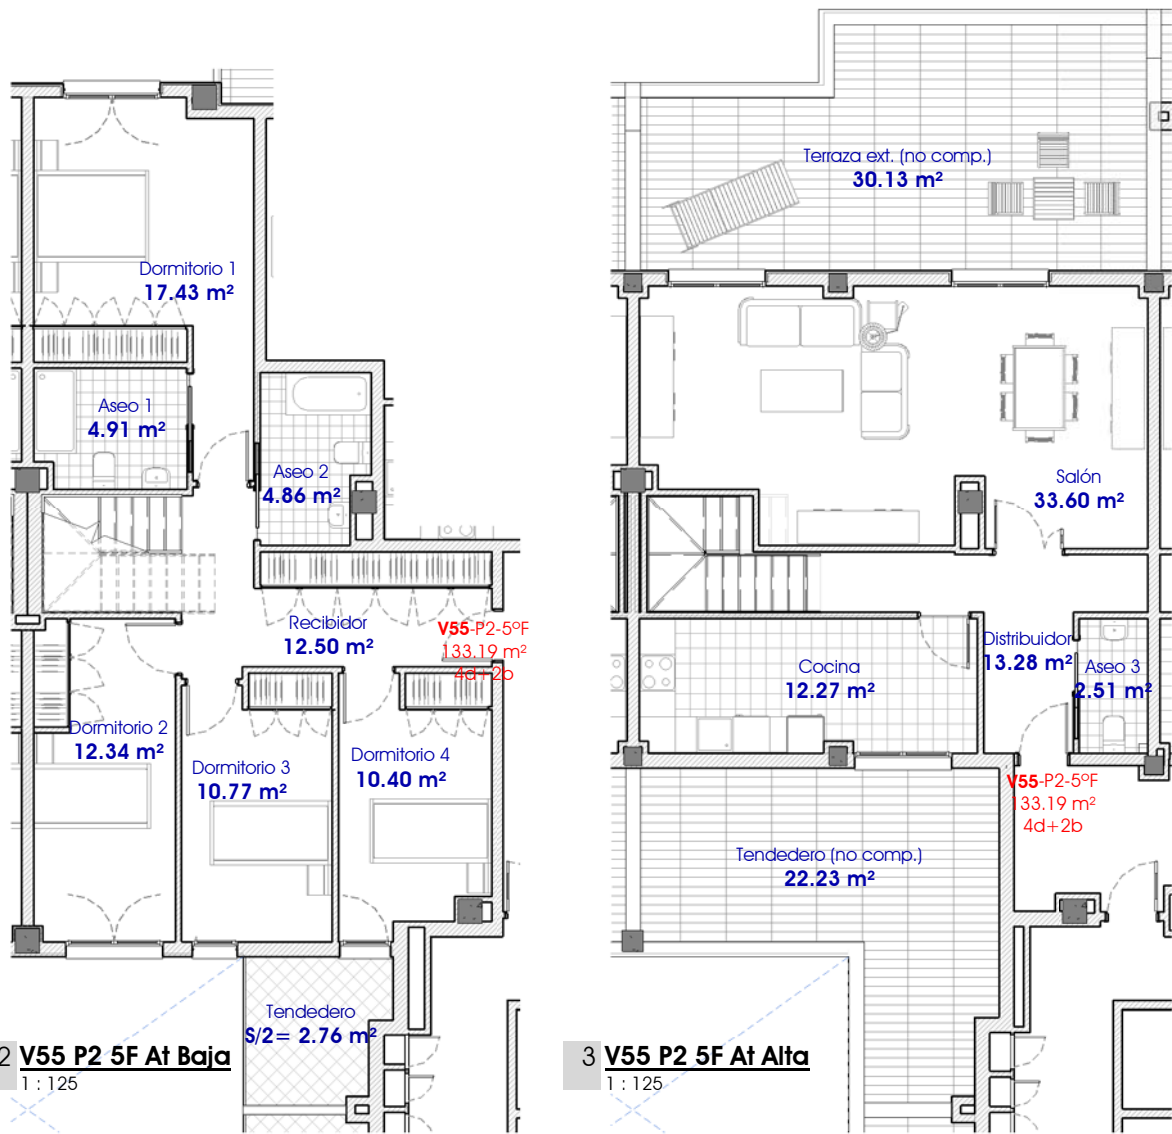 Dormitorio 1
17.43 m²
Aseo 1
4.91 m²
Aseo 2
4.86 m²
Recibidor
12.50 m²
V55-P2-5ºF
133.19 m²
4d+2b
Dormitorio 2
12.34 m²
Dormitorio 3
10.77 m²
Dormitorio 4
10.40 m²
Tendedero
S/2= 2.76 m²
2 V55 P2 5F At Baja
1 : 125
Terraza ext. (no comp.)
30.13 m²
Salón
33.60 m²
Distribuidor
13.28 m²
Cocina
12.27 m²
Aseo 3
2.51 m²
V55-P2-5ºF
133.19 m²
4d+2b
Tendedero (no comp.)
22.23 m²
3 V55 P2 5F At Alta
1 : 125